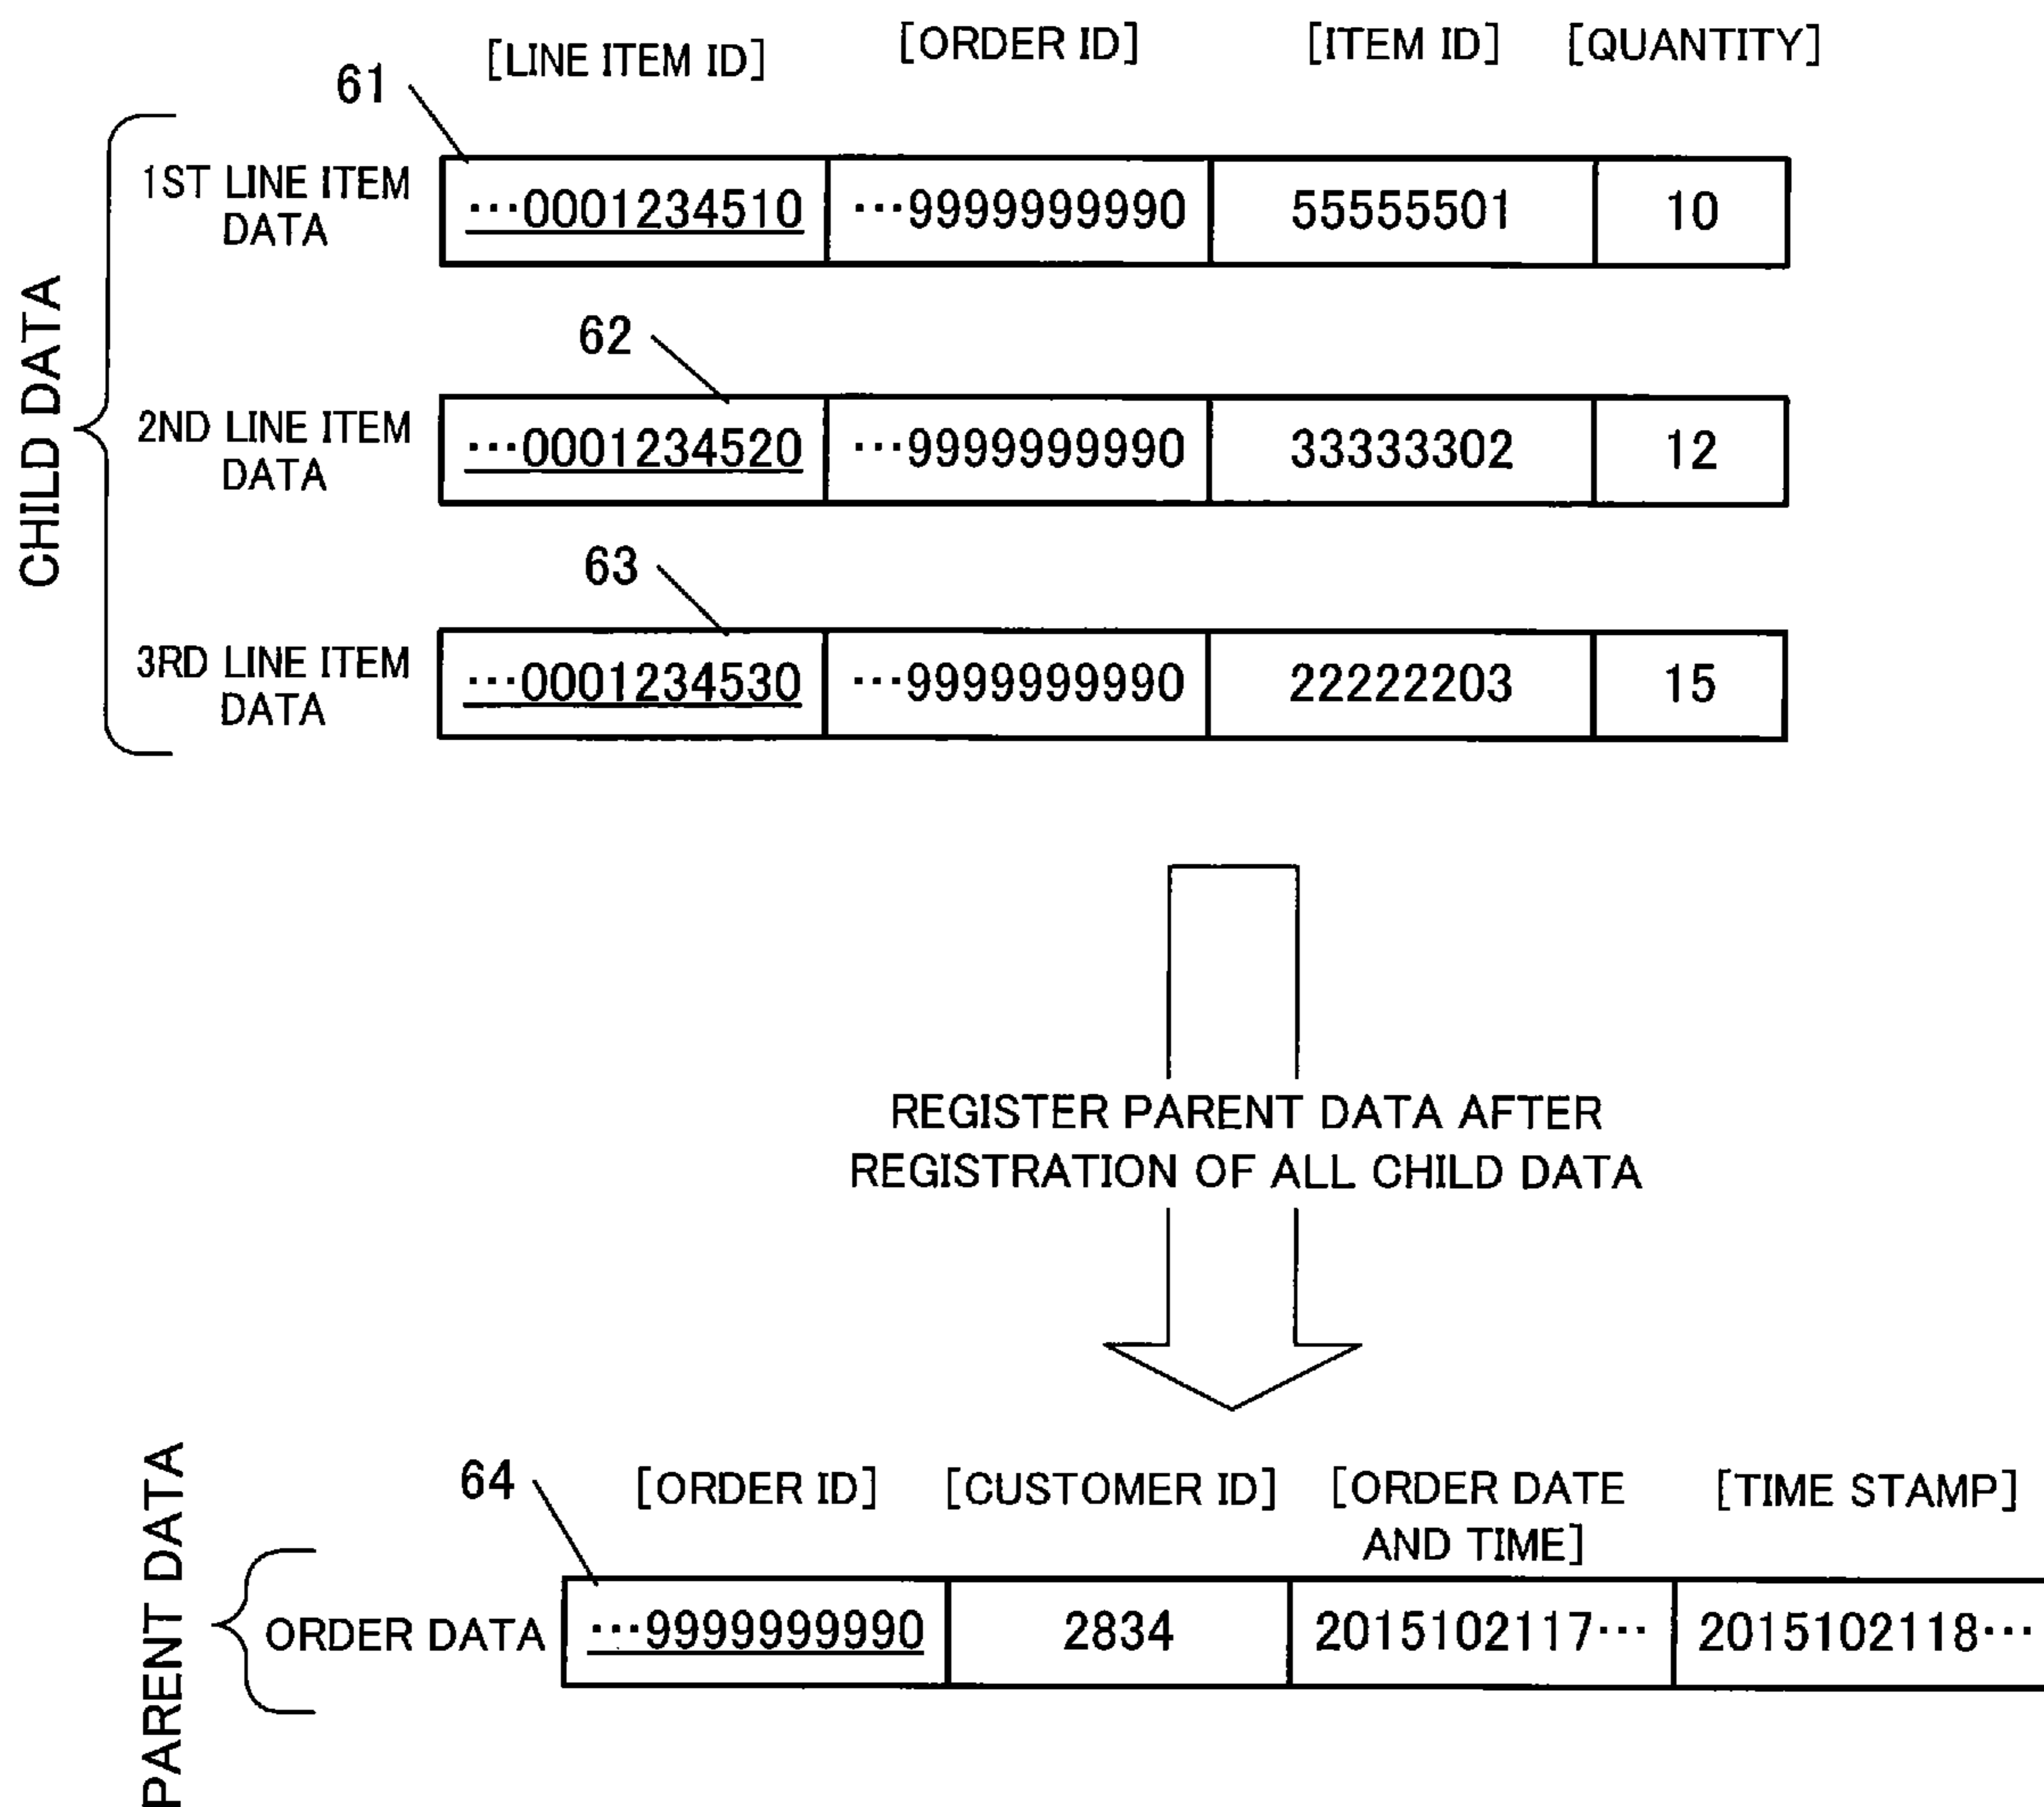 [LINE ITEM ID] [ORDER ID] [ITEM ID] [QUANTITY]
61
CHILD DATA
1ST LINE ITEM
DATA
…0001234510 …9999999990 55555501 10
62
2ND LINE ITEM
DATA
…0001234520 …9999999990 33333302 12
63
3RD LINE ITEM
DATA
…0001234530 …9999999990 22222203 15
REGISTER PARENT DATA AFTER
REGISTRATION OF ALL CHILD DATA
PARENT DATA
64
[ORDER ID] [CUSTOMER ID] [ORDER DATE
AND TIME] [TIME STAMP]
ORDER DATA
…9999999990 2834 2015102117… 2015102118…